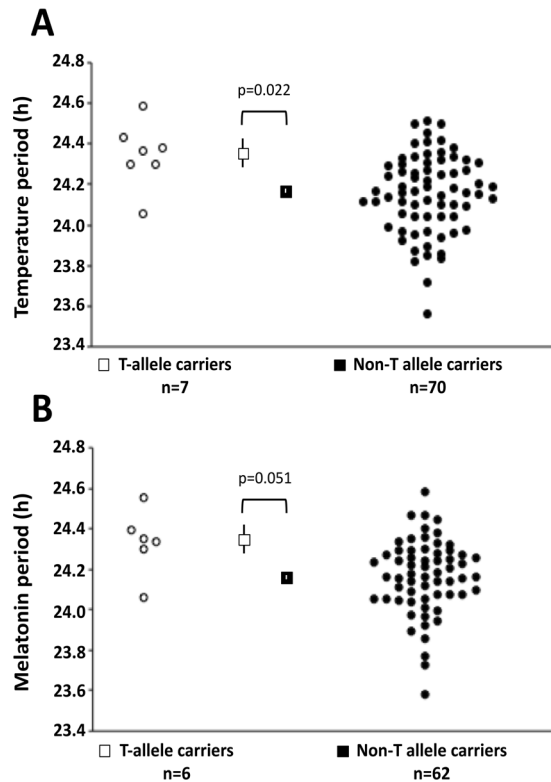 A
Temperature period (h)
24.8
24.6
24.4
24.2
24.0
23.8
23.6
23.4
p=0.022
T-allele carriers
n=7
Non-T allele carriers
n=70
B
Melatonin period (h)
24.8
24.6
24.4
24.2
24.0
23.8
23.6
23.4
p=0.051
T-allele carriers
n=6
Non-T allele carriers
n=62